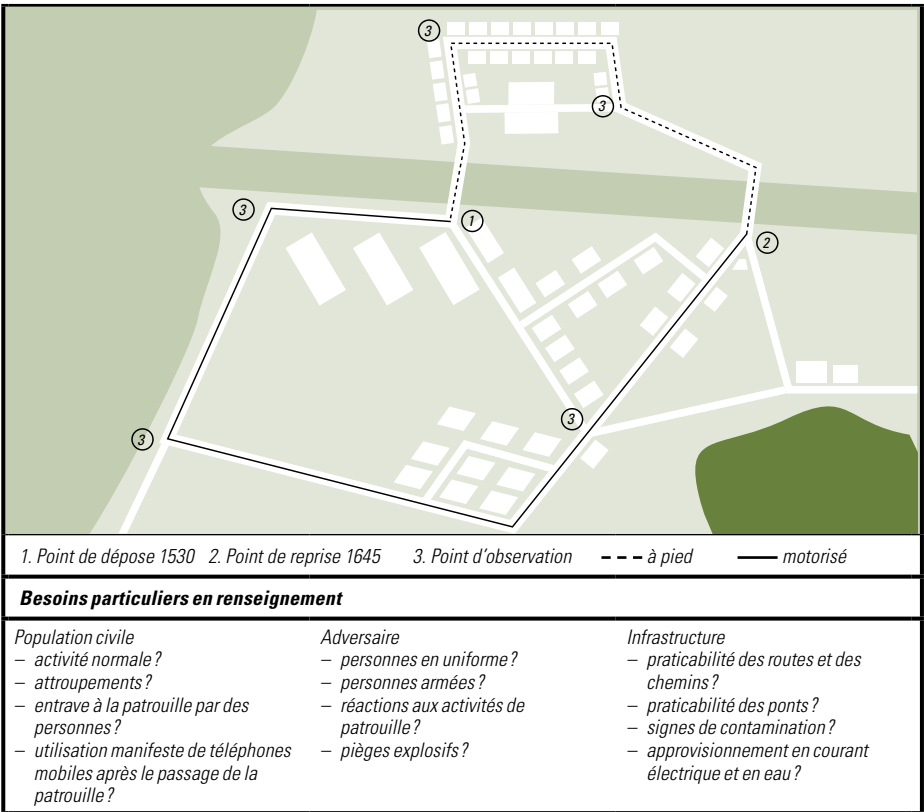 3
3
3
1
2
3
3
1. Point de dépose 1530 2. Point de reprise 1645 3. Point d'observation à pied motorisé
Besoins particuliers en renseignement
Population civile
– activité normale ?
– attroupements ?
– entrave à la patrouille par des
personnes ?
– utilisation manifeste de téléphones
mobiles après le passage de la
patrouille ?
Adversaire
– personnes en uniforme ?
– personnes armées ?
– réactions aux activités de
patrouille ?
– pièges explosifs ?
Infrastructure
– praticabilité des routes et des
chemins ?
– praticabilité des ponts ?
– signes de contamination ?
– approvisionnement en courant
électrique et en eau ?